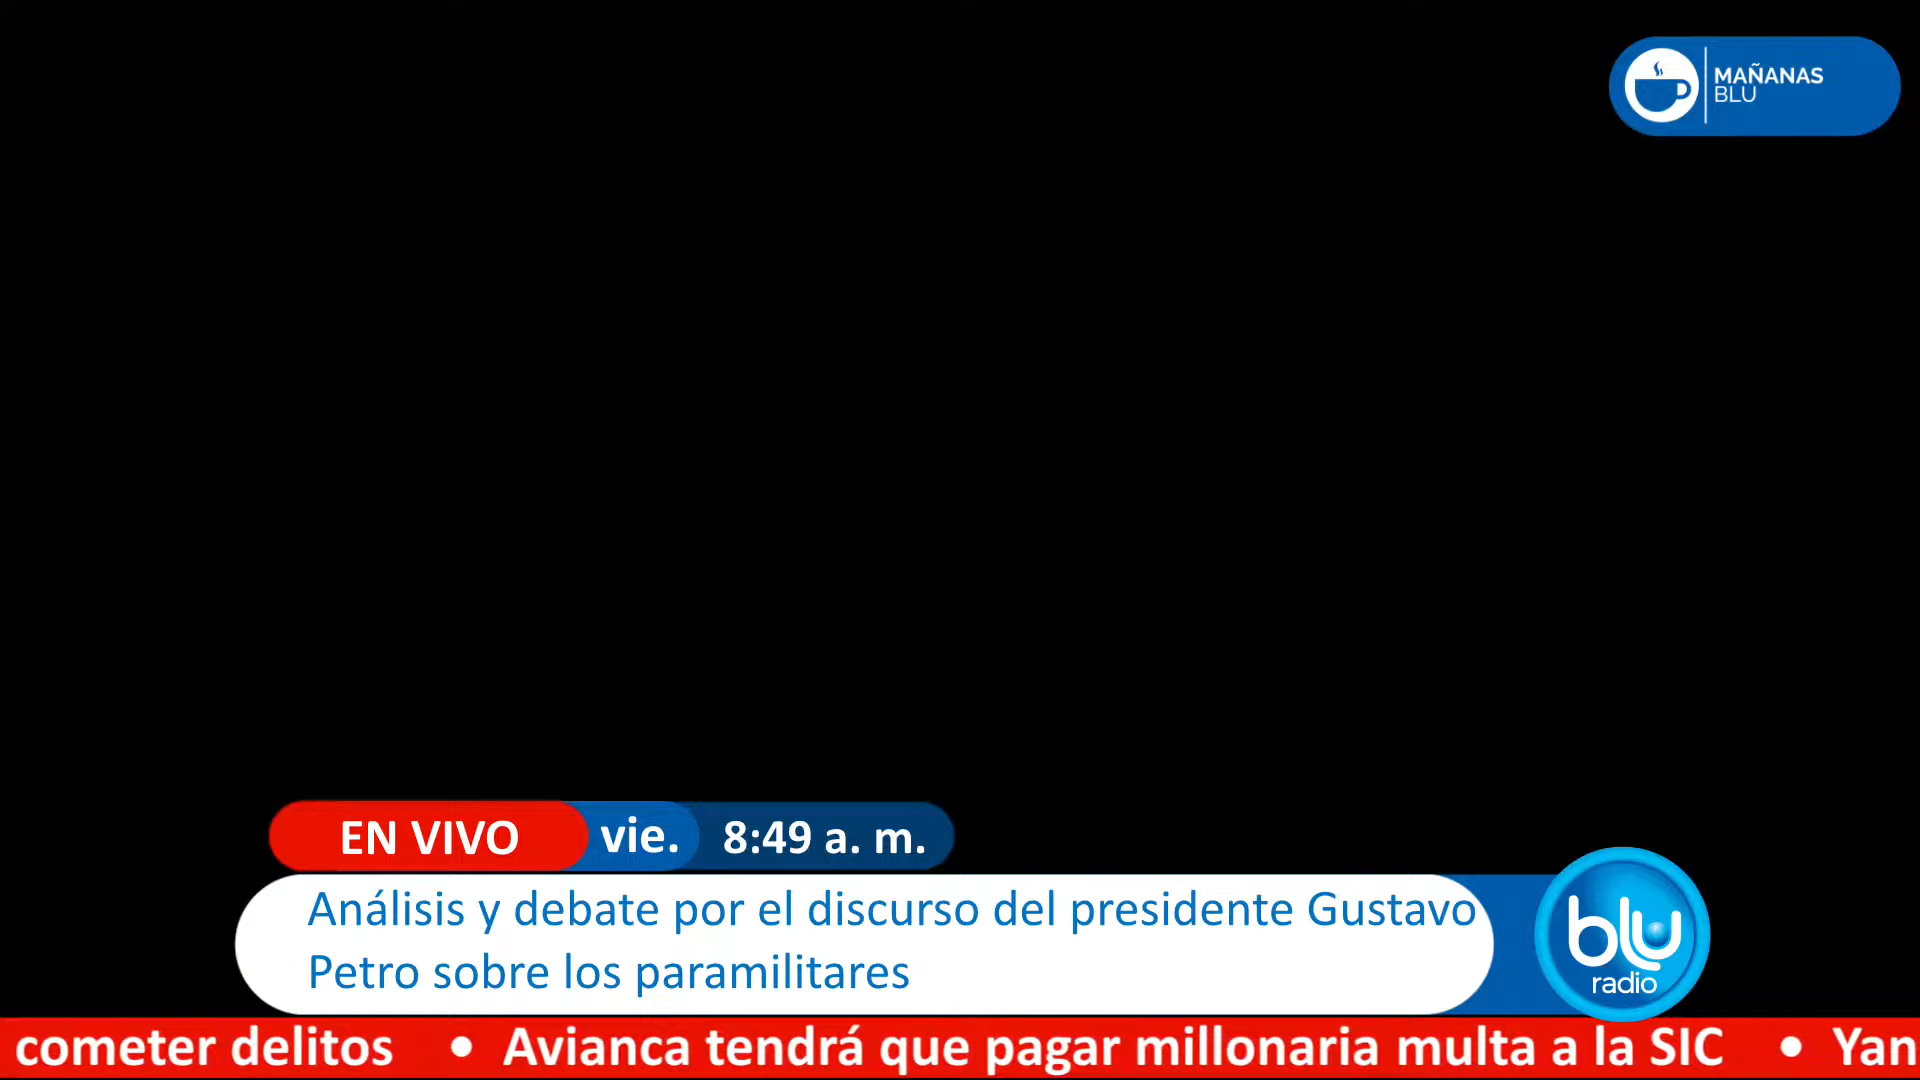 MAÑANAS
BLU
EN VIVO vie. 8:49 a. m.
Análisis y debate por el discurso del presidente Gustavo
Petro sobre los paramilitares
blu
radio
cometer delitos • Avianca tendrá que pagar millonaria multa a la SIC • Yan